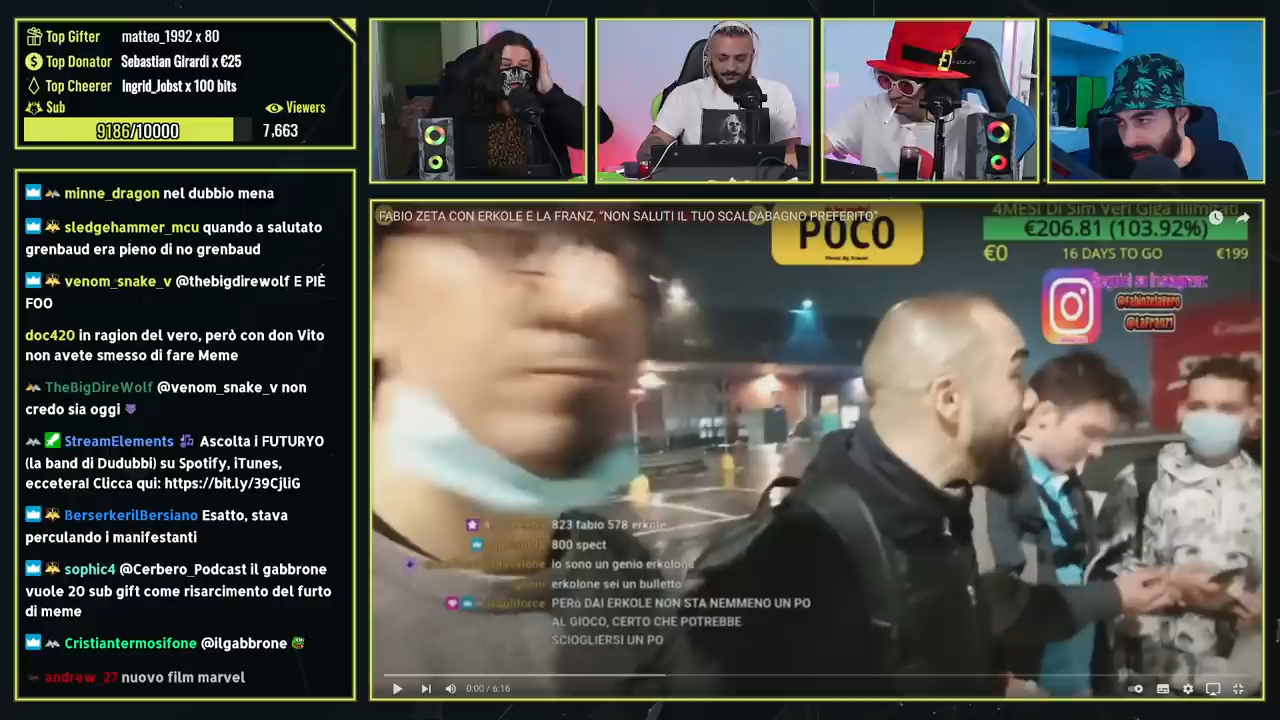 Top Gifter matteo_1992 x 80
Top Donator Sebastian Girardi x €25
Top Cheerer Ingrid_Jobst x 100 bits
Sub Viewers
9186/10000 7,663
minne_dragon nel dubbio mena
sledgehammer_mcu quando a salutato
grenbaud era pieno di no grenbaud
venom_snake_v @thebigdirewolf E PIÈ
FOO
doc420 in ragion del vero, però con don Vito
non avete smesso di fare Meme
TheBigDireWolf @venom_snake_v non
credo sia oggi
StreamElements Ascolta i FUTURYO
(la band di Dudubbi) su Spotify, iTunes,
eccetera! Clicca qui: https://bit.ly/39CjliG
BerserkerilBersiano Esatto, stava
perculando i manifestanti
sophic4 @Cerbero_Podcast il gabbrone
vuole 20 sub gift come risarcimento del furto
di meme
Cristiantermosifone @ilgabbrone
andrew_27 nuovo film marvel
FABIO ZETA CON ERKOLE E LA FRANZ, "NON SALUTI IL TUO SCALDABAGNO PREFERITO"
POCO
4MESI Di Sim Veri Giga illimitati
€206.81 (103.92%)
€0 16 DAYS TO GO €199
Seguici su Instagram:
@FabioZetaVero
@LaFranz1
823 fabio 578 erkole
800 spect
Io sono un genio erkolone
erkolone sei un bulletto
PERò DAI ERKOLE NON STA NEMMENO UN PO
AL GIOCO, CERTO CHE POTREBBE
SCIOGLIERSI UN PO
0:00 / 6:16